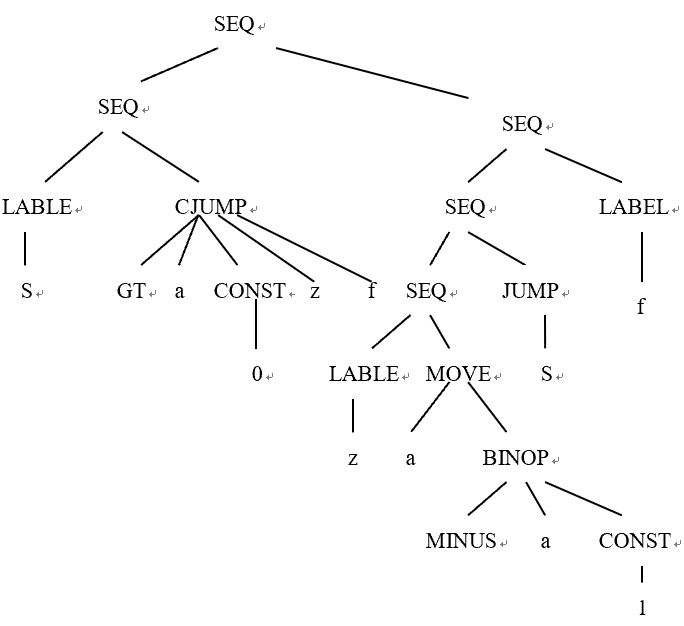 SEQ
SEQ
SEQ
LABLE CJUMP SEQ LABEL
S GT a CONST z f SEQ JUMP f
0 LABLE MOVE S
z a BINOP
MINUS a CONST
1